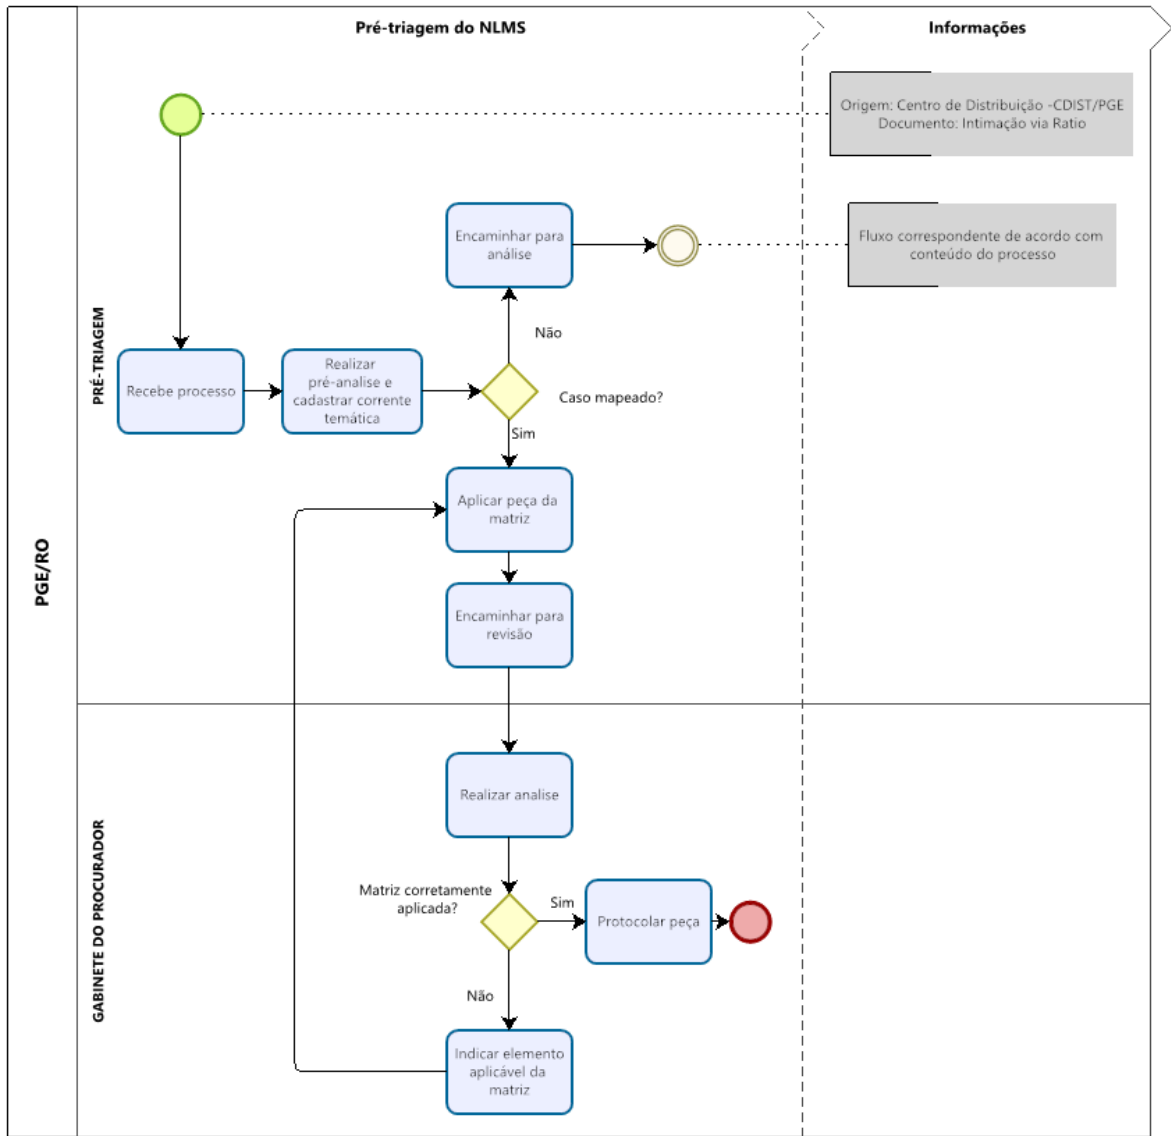 Pré-triagem do NLMS
Informações
Origem: Centro de Distribuição -CDIST/PGE
Documento: Intimação via Ratio
Encaminhar para
análise
Fluxo correspondente de acordo com
conteúdo do processo
Não
PRÉ-TRIAGEM
Recebe processo
Realizar
pré-analise e
cadastrar corrente
temática
Caso mapeado?
Sim
Aplicar peça da
matriz
PGE/RO
Encaminhar para
revisão
GABINETE DO PROCURADOR
Realizar analise
Matriz corretamente
aplicada?
Sim
Protocolar peça
Não
Indicar elemento
aplicável da
matriz